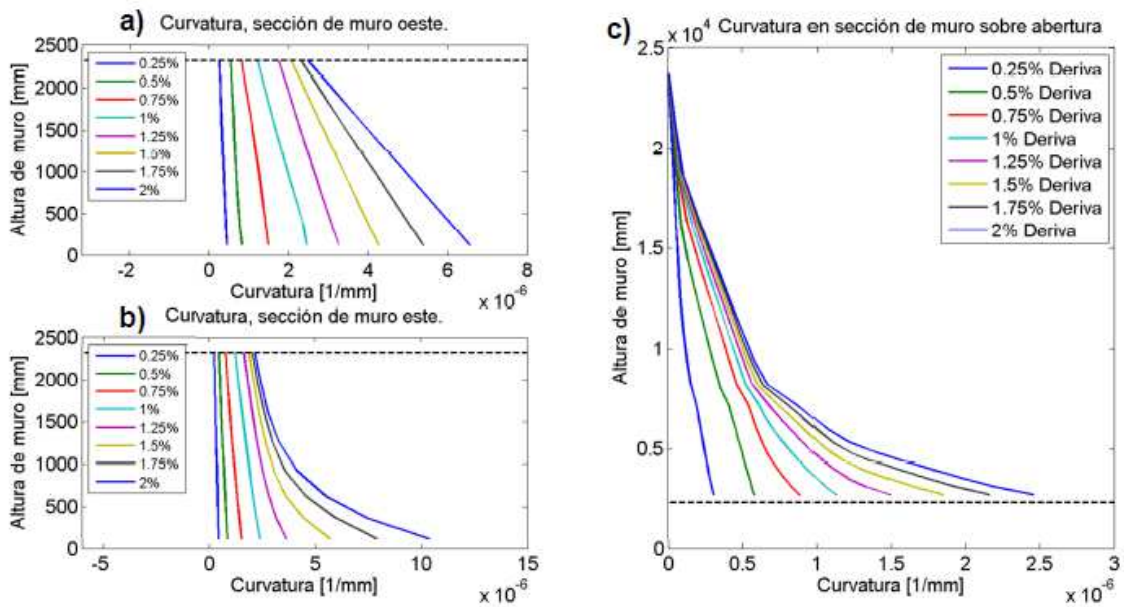 a) Curvatura, sección de muro oeste.
2500
2000
1500
1000
500
0
Altura de muro [mm]
0.25%
0.5%
0.75%
1%
1.25%
1.5%
1.75%
2%
-2 0 2 4 6 8
Curvatura [1/mm]
x 10⁻⁶
b) Curvatura, sección de muro este.
2500
2000
1500
1000
500
0
Altura de muro [mm]
0.25%
0.5%
0.75%
1%
1.25%
1.5%
1.75%
2%
-5 0 5 10 15
Curvatura [1/mm]
x 10⁻⁶
c) x 10⁴ Curvatura en sección de muro sobre abertura
2.5
2
1.5
1
0.5
0
Altura de muro [mm]
0.25% Deriva
0.5% Deriva
0.75% Deriva
1% Deriva
1.25% Deriva
1.5% Deriva
1.75% Deriva
2% Deriva
0 0.5 1 1.5 2 2.5 3
Curvatura [1/mm]
x 10⁻⁶